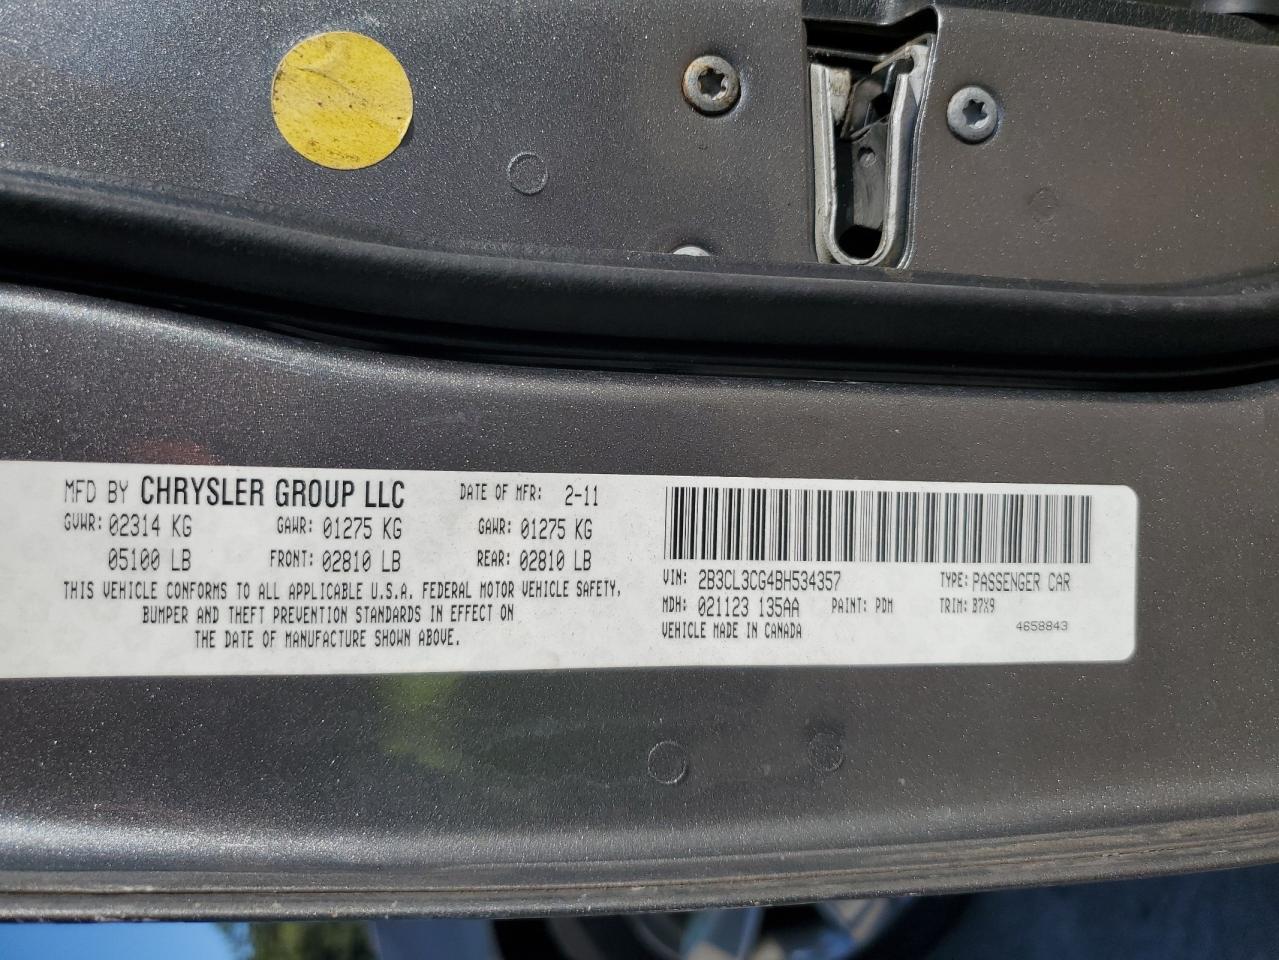 MFD BY CHRYSLER GROUP LLC DATE OF MFR: 2-11
GVWR: 02314 KG GAWR: 01275 KG GAWR: 01275 KG
05100 LB FRONT: 02810 LB REAR: 02810 LB
THIS VEHICLE CONFORMS TO ALL APPLICABLE U.S.A. FEDERAL MOTOR VEHICLE SAFETY,
BUMPER AND THEFT PREVENTION STANDARDS IN EFFECT ON
THE DATE OF MANUFACTURE SHOWN ABOVE.
VIN: 2B3CL3CG4BH534357 TYPE: PASSENGER CAR
MDH: 021123 135AA PAINT: PDM TRIM: B7X9
VEHICLE MADE IN CANADA 4658843